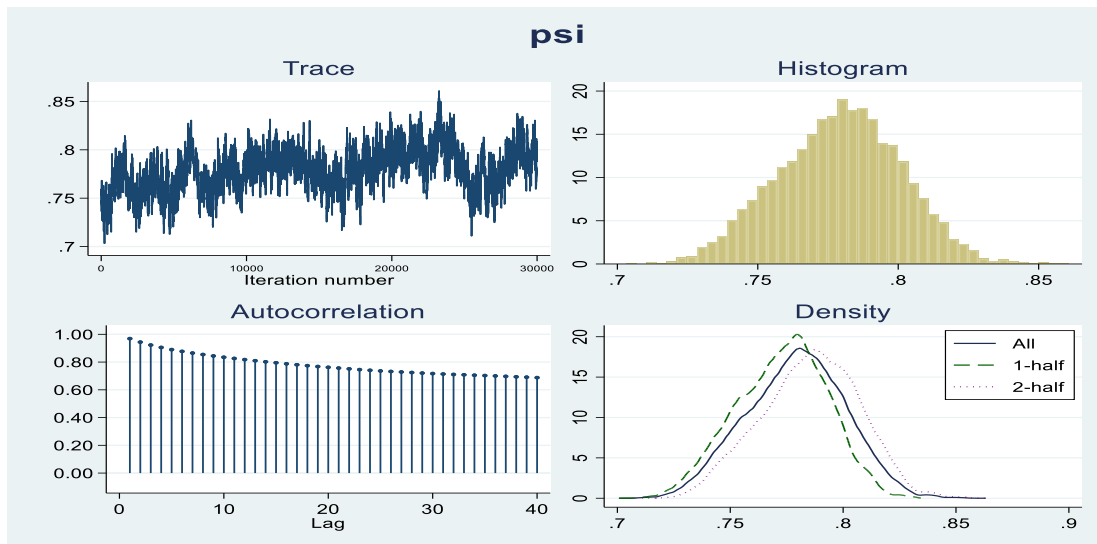 psi
Trace
.85
.8
.75
.7
0 10000 20000 30000
Iteration number
Histogram
20
15
10
5
0
.7 .75 .8 .85
Autocorrelation
1.00
0.80
0.60
0.40
0.20
0.00
0 10 20 30 40
Lag
Density
All
1-half
2-half
20
15
10
5
0
.7 .75 .8 .85 .9